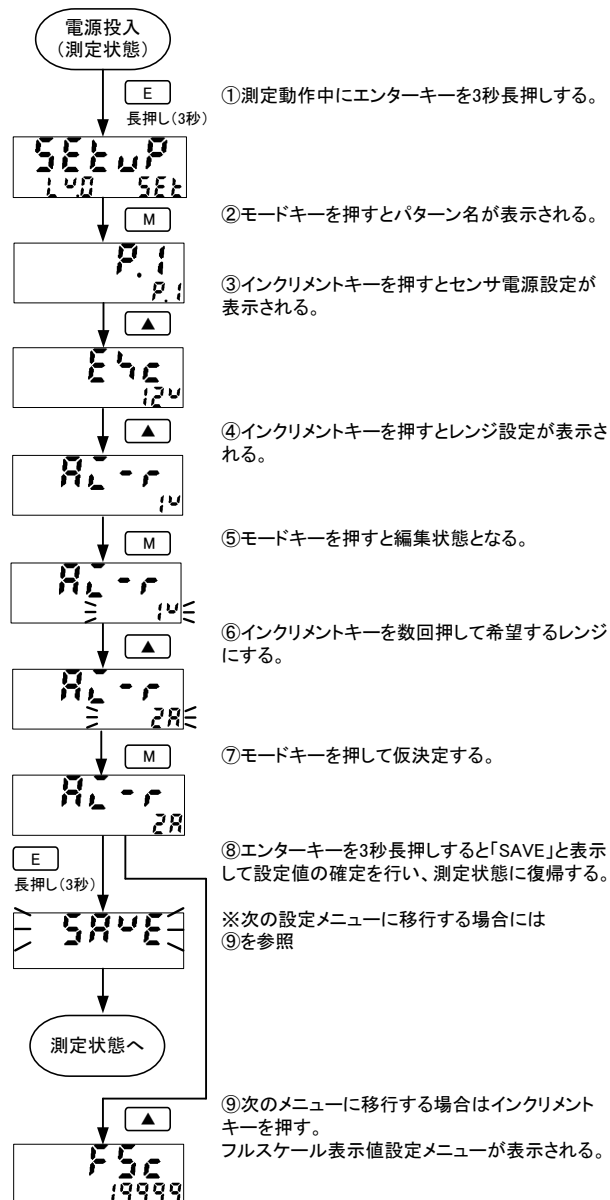 電源投入
（測定状態）
E
長押し（3秒）
①測定動作中にエンターキーを3秒長押しする。
SEtuP
Lv.0 SEt
M
②モードキーを押すとパターン名が表示される。
P.1
P.1
③インクリメントキーを押すとセンサ電源設定が
表示される。
▲
12v
▲
④インクリメントキーを押すとレンジ設定が表示さ
れる。
1v
M
⑤モードキーを押すと編集状態となる。
1v
⑥インクリメントキーを数回押して希望するレンジ
にする。
▲
2A
M
⑦モードキーを押して仮決定する。
2A
E
長押し（3秒）
⑧エンターキーを3秒長押しすると「SAVE」と表示
して設定値の確定を行い、測定状態に復帰する。
SAvE
※次の設定メニューに移行する場合には
⑨を参照
測定状態へ
▲
⑨次のメニューに移行する場合はインクリメント
キーを押す。
フルスケール表示値設定メニューが表示される。
FSc
19999